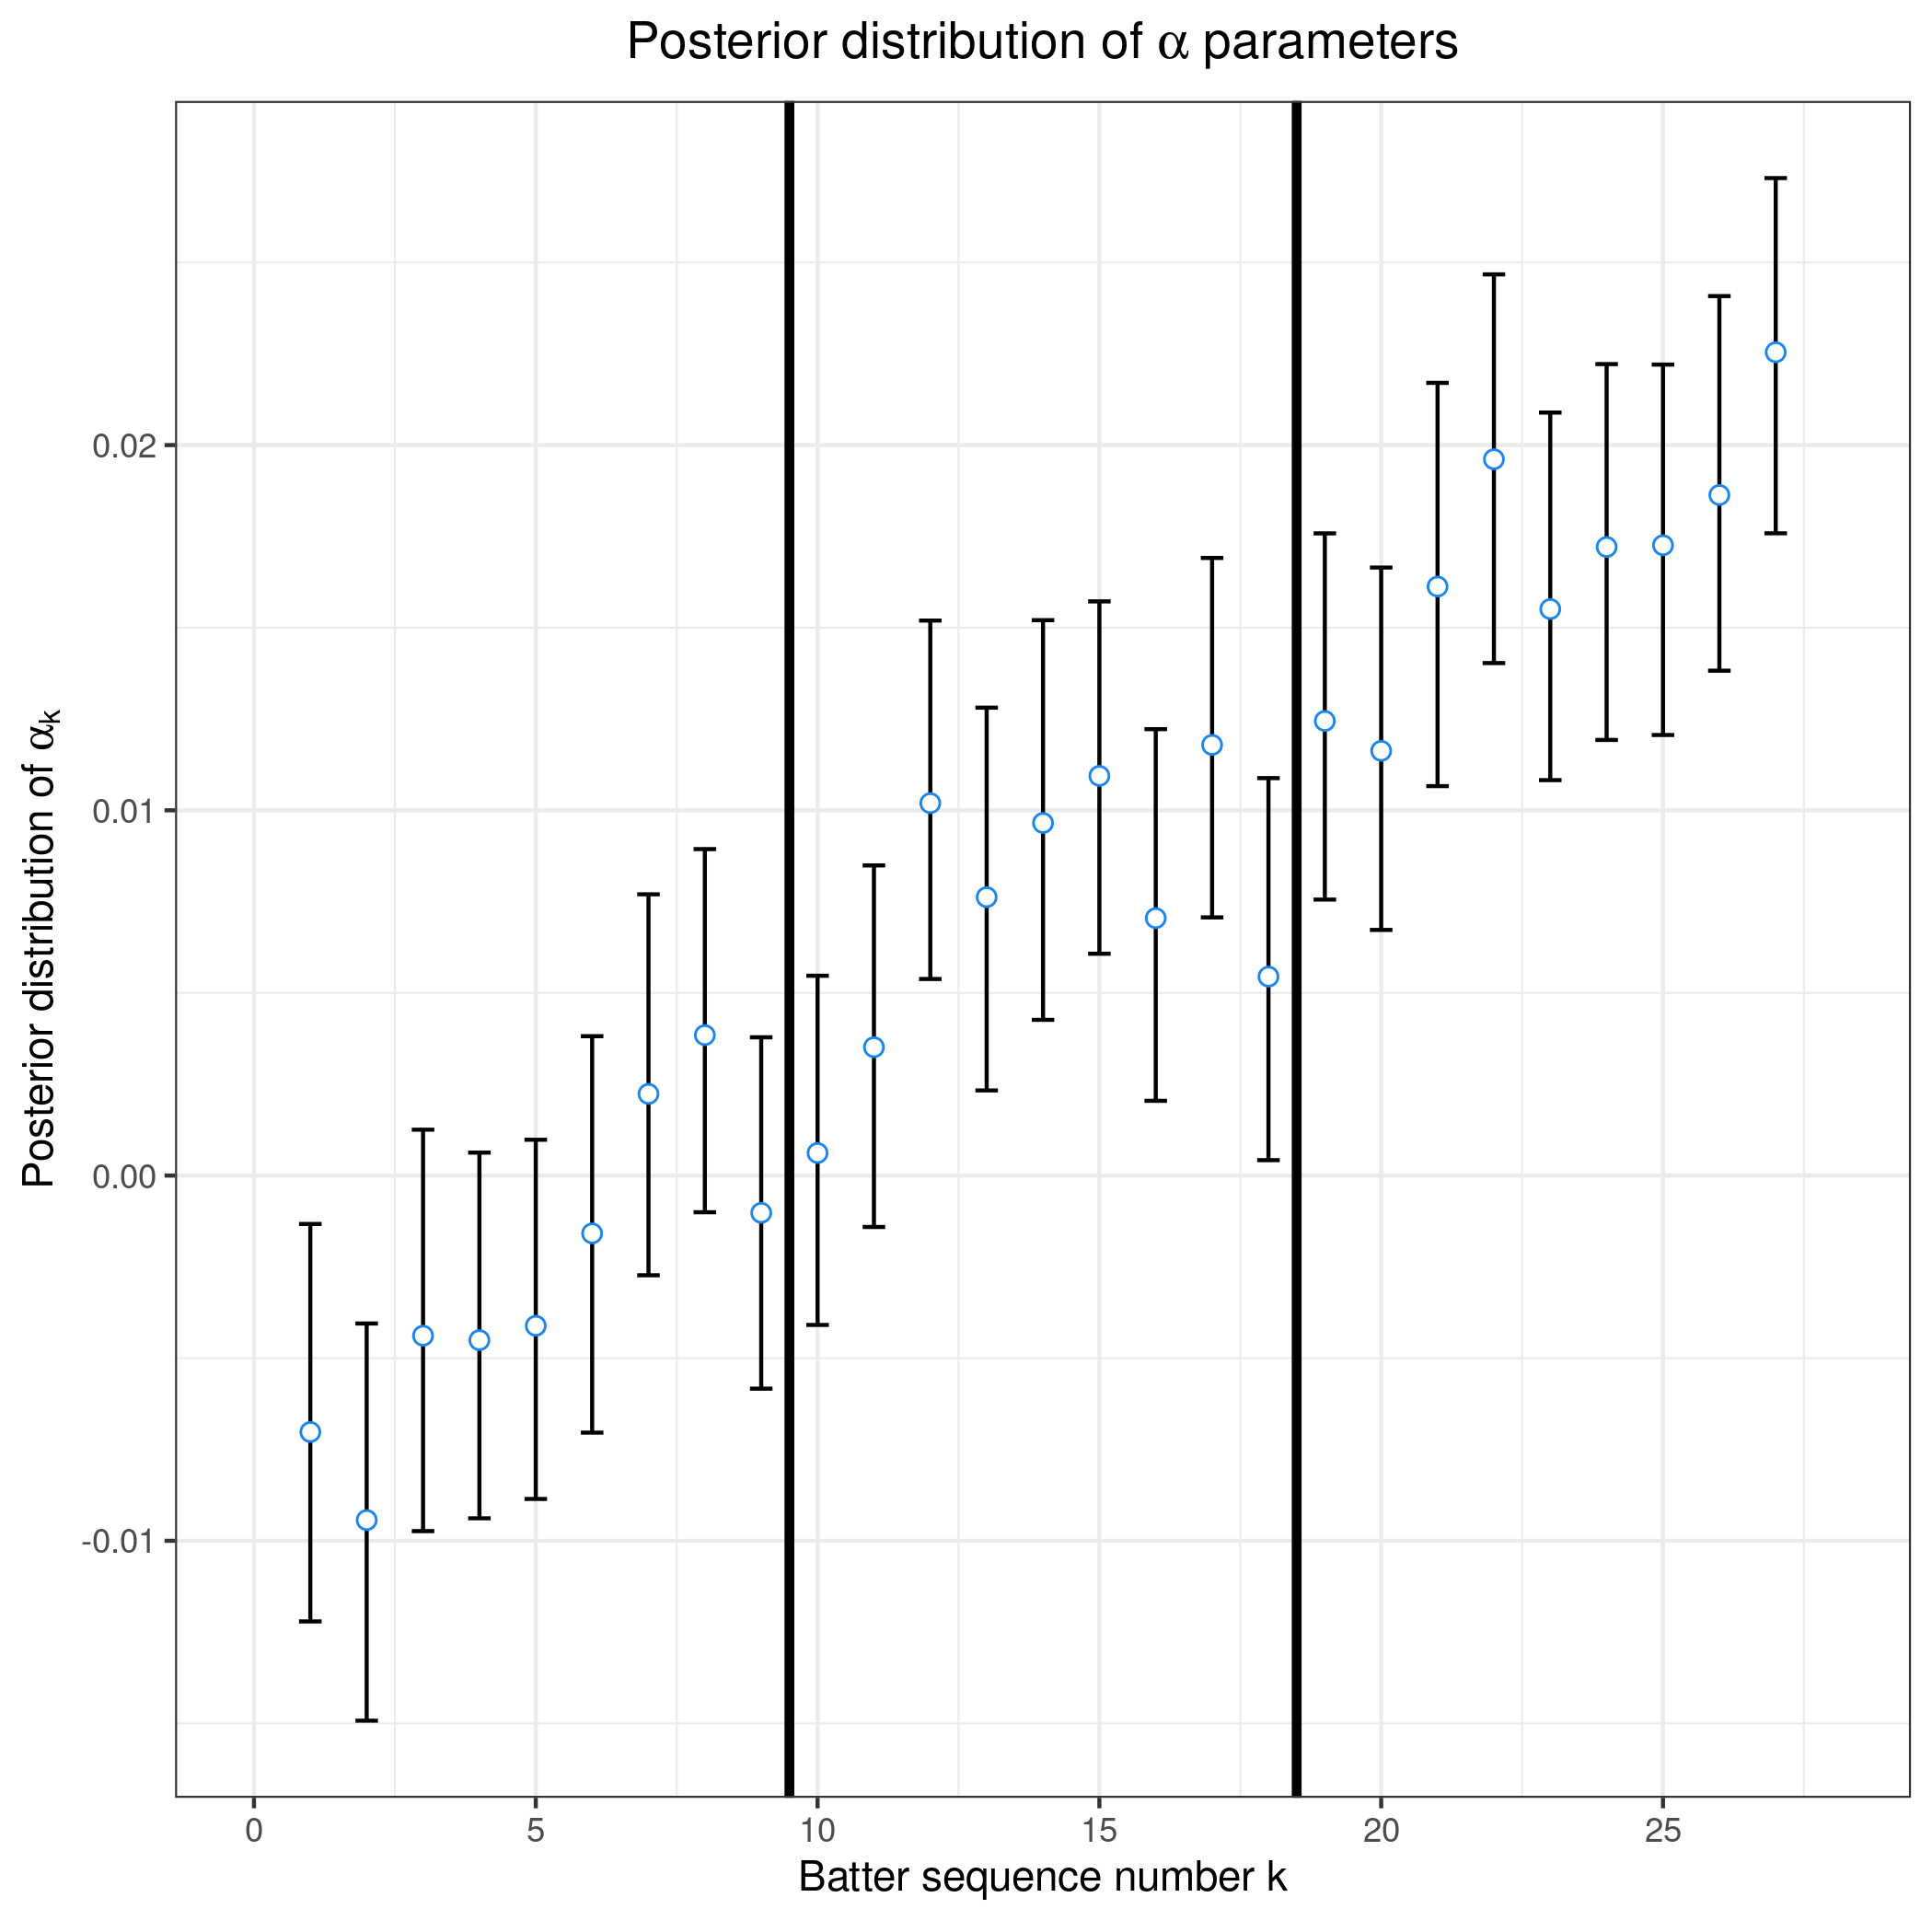 Posterior distribution of α parameters
Posterior distribution of αk
0.02
0.01
0.00
-0.01
0 5 10 15 20 25
Batter sequence number k